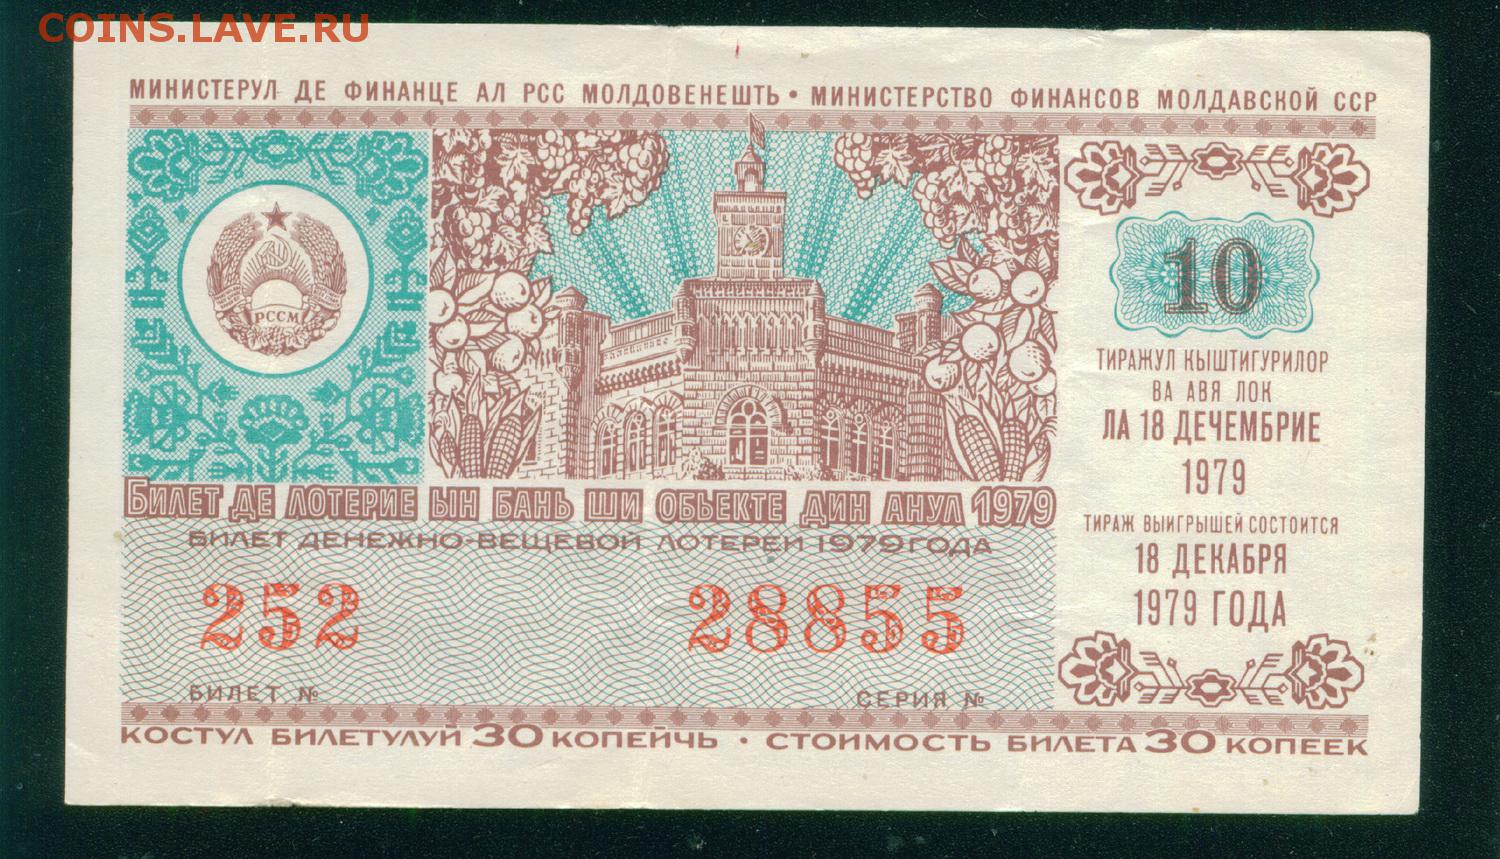 COINS.LAVE.RU
МИНИСТЕРУЛ ДЕ ФИНАНЦЕ АЛ РСС МОЛДОВЕНЕШТЬ • МИНИСТЕРСТВО ФИНАНСОВ МОЛДАВСКОЙ ССР
РССМ
10
ТИРАЖУЛ КЫШТИГУРИЛОР
ВА АВЯ ЛОК
ЛА 18 ДЕЧЕМБРИЕ
1979
ТИРАЖ ВЫИГРЫШЕЙ СОСТОИТСЯ
18 ДЕКАБРЯ
1979 ГОДА
БИЛЕТ ДЕ ЛОТЕРИЕ ЫН БАНЬ ШИ ОБЬЕКТЕ ДИН АНУЛ 1979
БИЛЕТ ДЕНЕЖНО-ВЕЩЕВОЙ ЛОТЕРЕИ 1979 ГОДА
252 28855
БИЛЕТ № СЕРИЯ №
КОСТУЛ БИЛЕТУЛУЙ 30 КОПЕЙЧЬ • СТОИМОСТЬ БИЛЕТА 30 КОПЕЕК